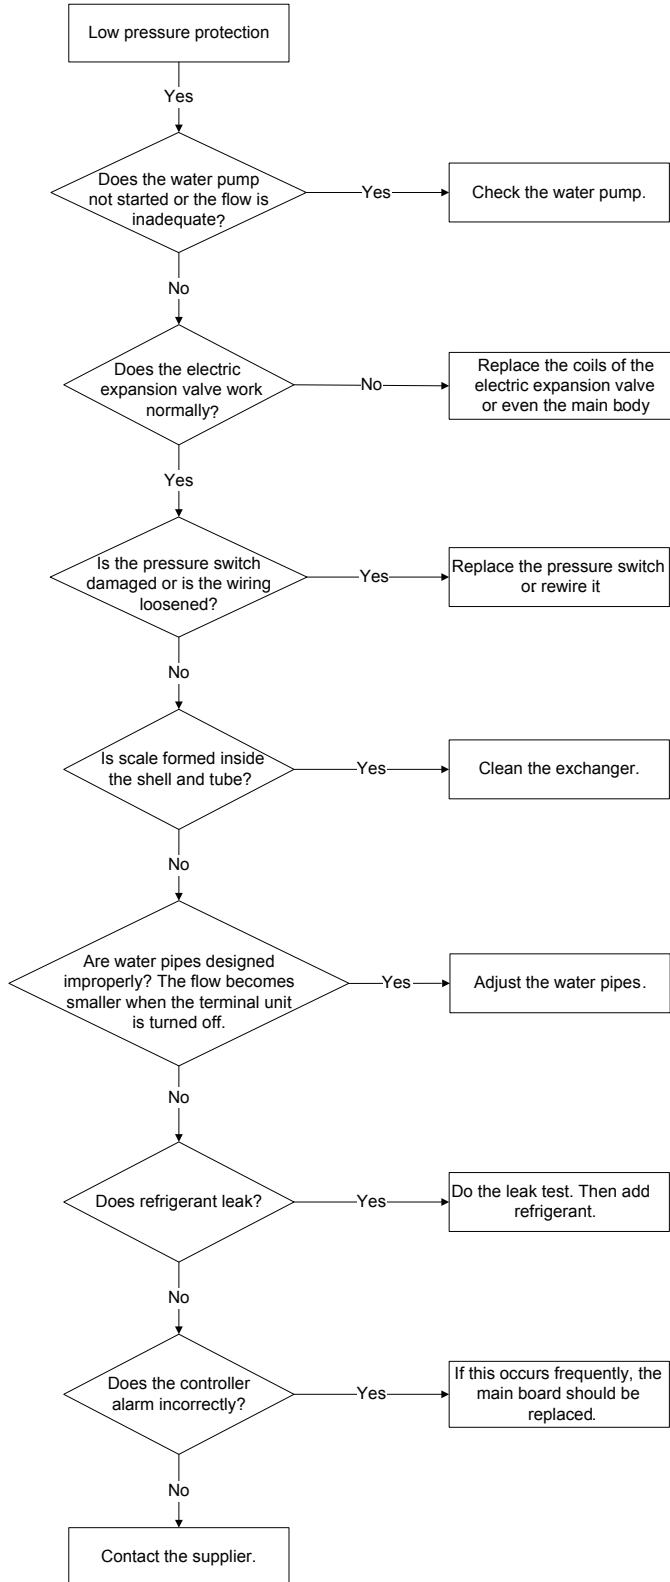 Low pressure protection
Yes
Does the water pump
not started or the flow is
inadequate?
Yes
Check the water pump.
No
Does the electric
expansion valve work
normally?
No
Replace the coils of the
electric expansion valve
or even the main body
Yes
Is the pressure switch
damaged or is the wiring
loosened?
Yes
Replace the pressure switch
or rewire it
No
Is scale formed inside
the shell and tube?
Yes
Clean the exchanger.
No
Are water pipes designed
improperly? The flow becomes
smaller when the terminal unit
is turned off.
Yes
Adjust the water pipes.
No
Does refrigerant leak?
Yes
Do the leak test. Then add
refrigerant.
No
Does the controller
alarm incorrectly?
Yes
If this occurs frequently, the
main board should be
replaced.
No
Contact the supplier.